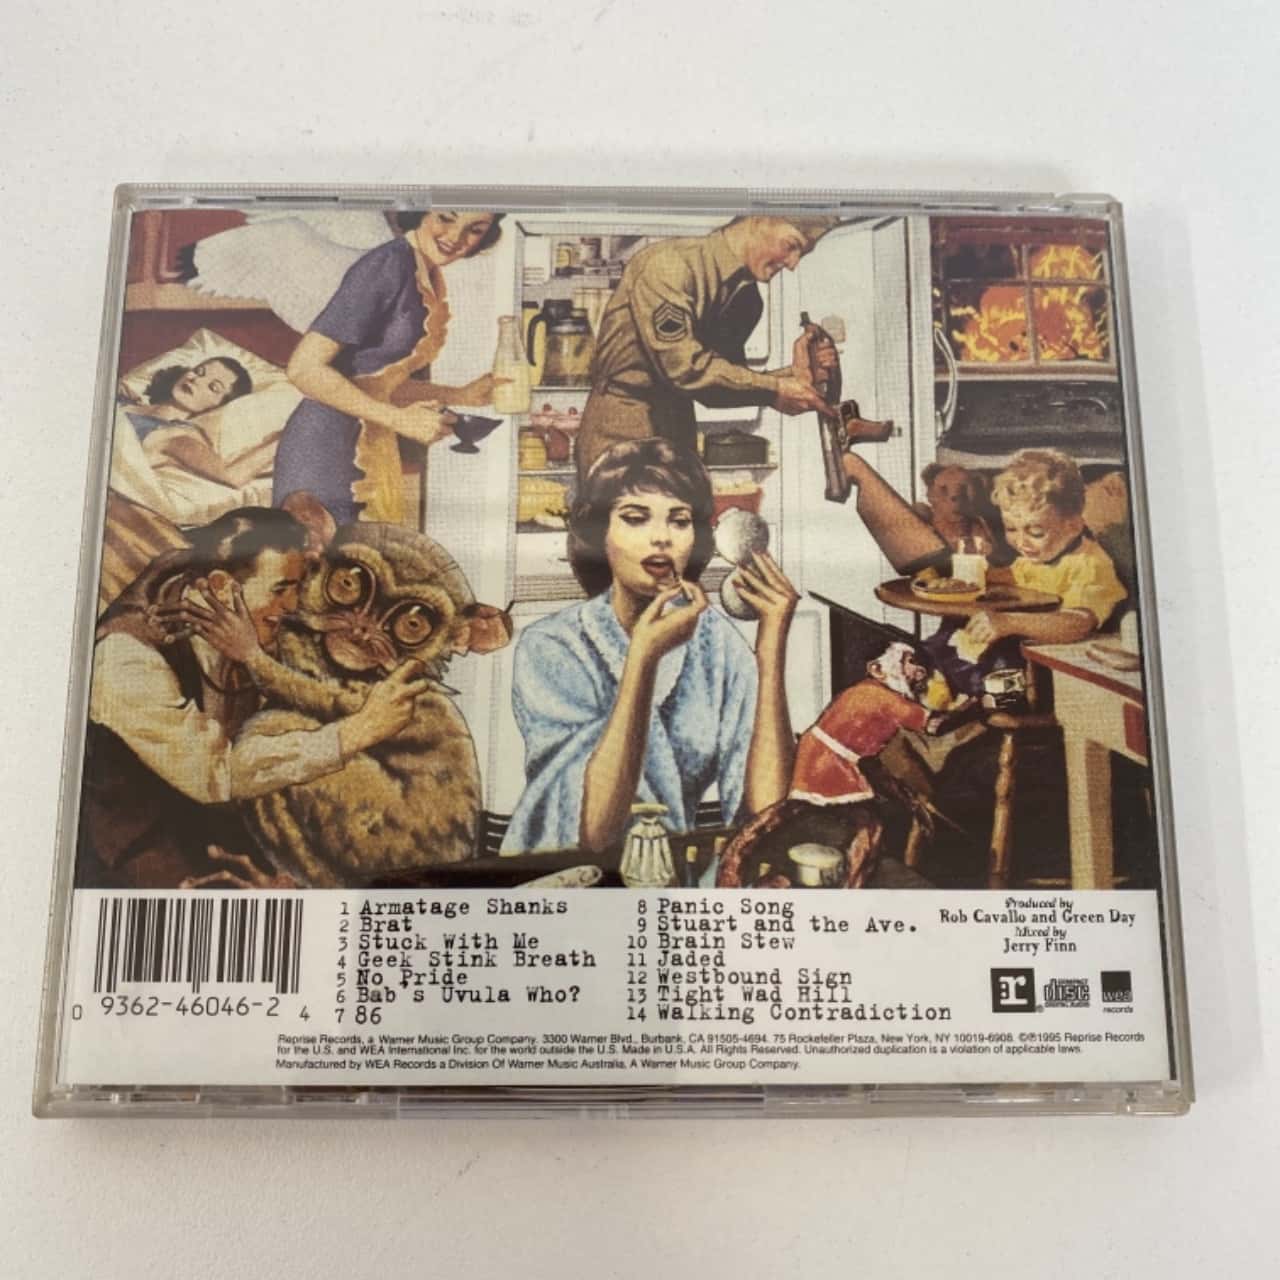 1 Armatage Shanks
2 Brat
3 Stuck With Me
4 Geek Stink Breath
5 No Pride
6 Bab's Uvula Who?
7 86
8 Panic Song
9 Stuart and the Ave.
10 Brain Stew
11 Jaded
12 Westbound Sign
13 Tight Wad Hill
14 Walking Contradiction
Produced by
Rob Cavallo and Green Day
Mixed by
Jerry Finn
r®
COMPACT
disc
DIGITAL AUDIO
wea
records
0 9362-46046-2 4
Reprise Records, a Warner Music Group Company. 3300 Warner Blvd., Burbank, CA 91505-4694. 75 Rockefeller Plaza, New York, NY 10019-6908. ©℗1995 Reprise Records
for the U.S. and WEA International Inc. for the world outside the U.S. Made in U.S.A. All Rights Reserved. Unauthorized duplication is a violation of applicable laws.
Manufactured by WEA Records a Division Of Warner Music Australia, A Warner Music Group Company.